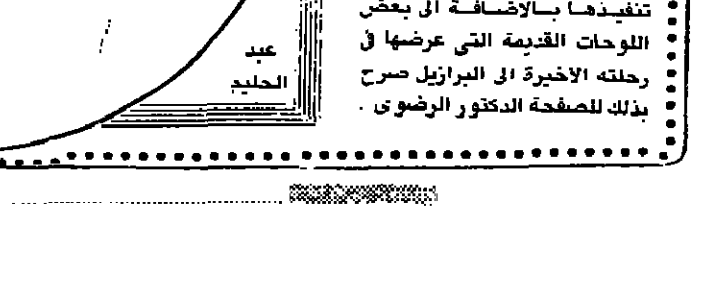 تنفيذها بالاضافة الى بعض
اللوحات القديمة التى عرضها ق
رحلته الاخيرة الى البرازيل صرح
بذلك للصفحة الدكتور الرضوى .
عبد
الحليم